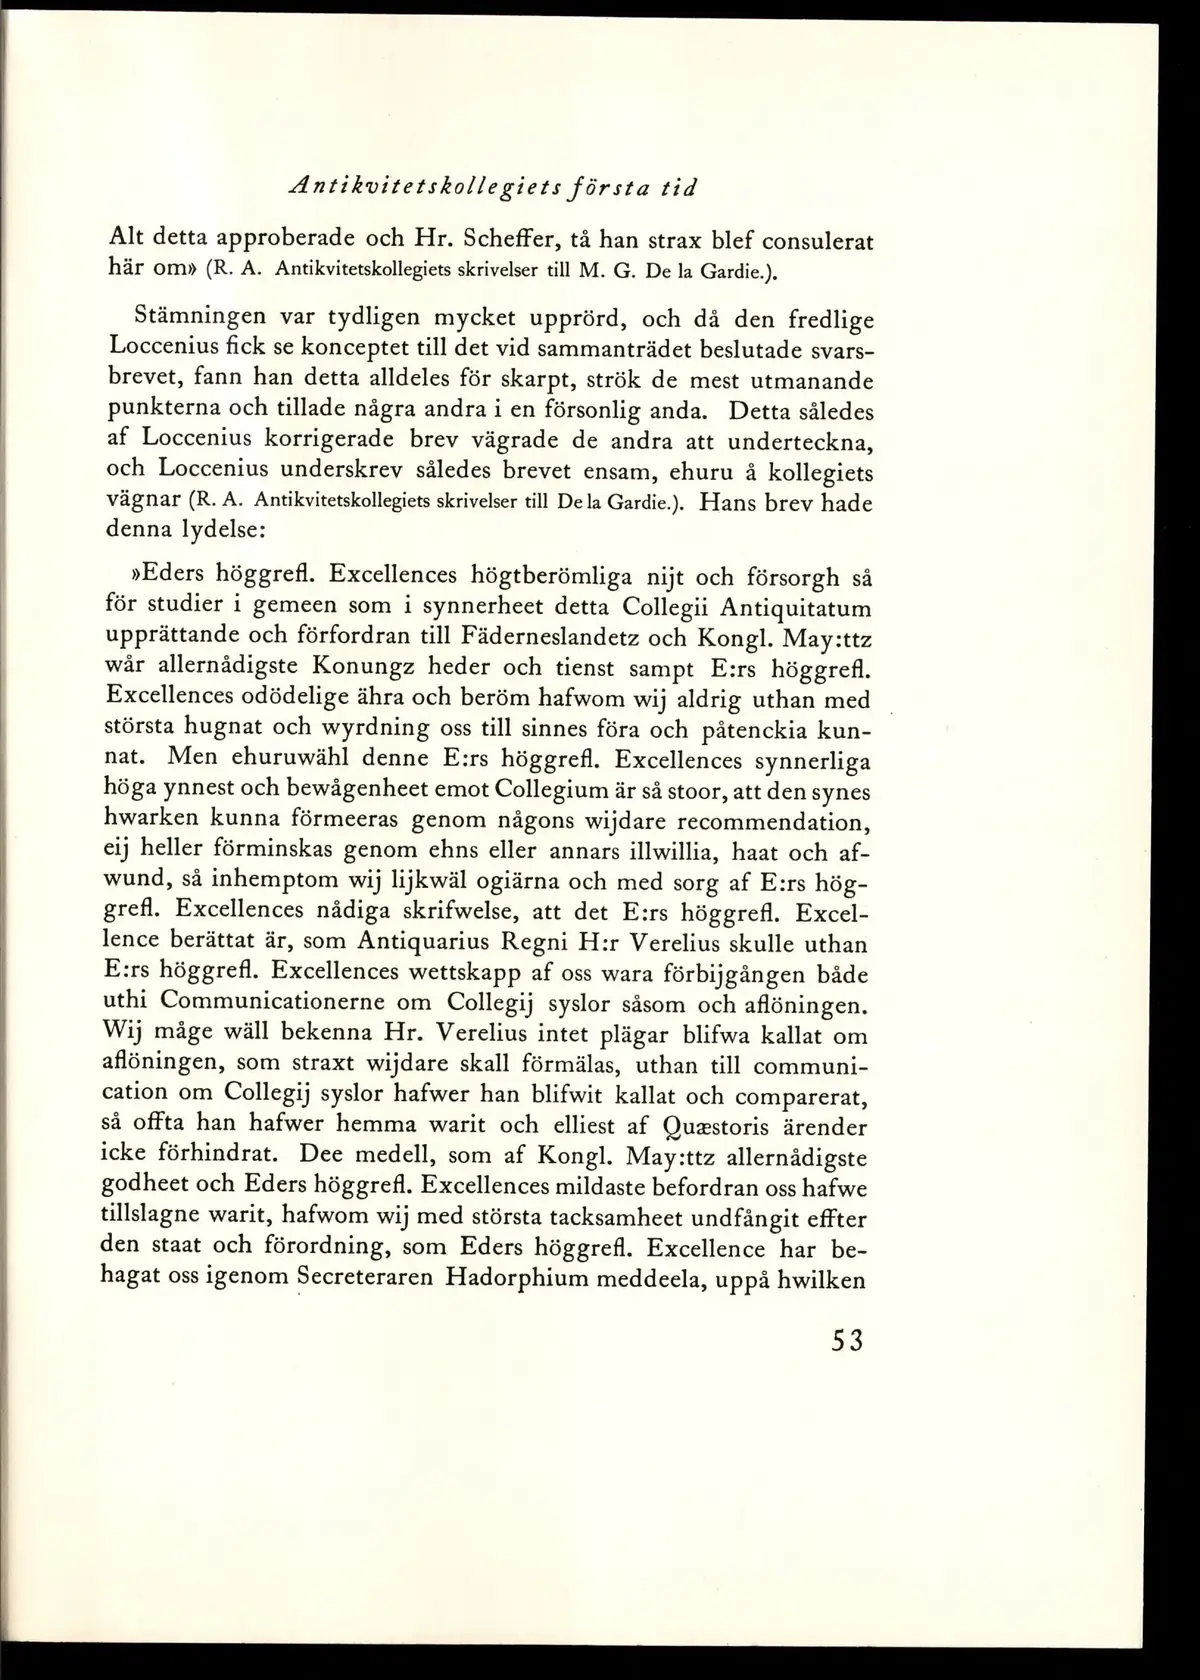 Antikvitetskollegiets första tid
Alt detta approberade och Hr. Scheffer, tå han strax blef consulerat
här om» (R. A. Antikvitetskollegiets skrivelser till M. G. De la Gardie.).
Stämningen var tydligen mycket upprörd, och då den fredlige
Loccenius fick se konceptet till det vid sammanträdet beslutade svars-
brevet, fann han detta alldeles för skarpt, strök de mest utmanande
punkterna och tillade några andra i en försonlig anda. Detta således
af Loccenius korrigerade brev vägrade de andra att underteckna,
och Loccenius underskrev således brevet ensam, ehuru å kollegiets
vägnar (R. A. Antikvitetskollegiets skrivelser till De la Gardie.). Hans brev hade
denna lydelse:
»Eders höggrefl. Excellences högtberömliga nijt och försorgh så
för studier i gemeen som i synnerheet detta Collegii Antiquitatum
upprättande och förfordran till Fäderneslandetz och Kongl. May:ttz
wår allernådigste Konungz heder och tienst sampt E:rs höggrefl.
Excellences odödelige ähra och beröm hafwom wij aldrig uthan med
största hugnat och wyrdning oss till sinnes föra och påtenckia kun-
nat. Men ehuruwähl denne E:rs höggrefl. Excellences synnerliga
höga ynnest och bewågenheet emot Collegium är så stoor, att den synes
hwarken kunna förmeeras genom någons wijdare recommendation,
eij heller förminskas genom ehns eller annars illwillia, haat och af-
wund, så inhemptom wij lijkwäl ogiärna och med sorg af E:rs hög-
grefl. Excellences nådiga skrifwelse, att det E:rs höggrefl. Excel-
lence berättat är, som Antiquarius Regni H:r Verelius skulle uthan
E:rs höggrefl. Excellences wettskapp af oss wara förbijgången både
uthi Communicationerne om Collegij syslor såsom och aflöningen.
Wij måge wäll bekenna Hr. Verelius intet plägar blifwa kallat om
aflöningen, som straxt wijdare skall förmälas, uthan till communi-
cation om Collegij syslor hafwer han blifwit kallat och comparerat,
så offta han hafwer hemma warit och elliest af Quæstoris ärender
icke förhindrat. Dee medell, som af Kongl. May:ttz allernådigste
godheet och Eders höggrefl. Excellences mildaste befordran oss hafwe
tillslagne warit, hafwom wij med största tacksamheet undfångit effter
den staat och förordning, som Eders höggrefl. Excellence har be-
hagat oss igenom Secreteraren Hadorphium meddeela, uppå hwilken
53